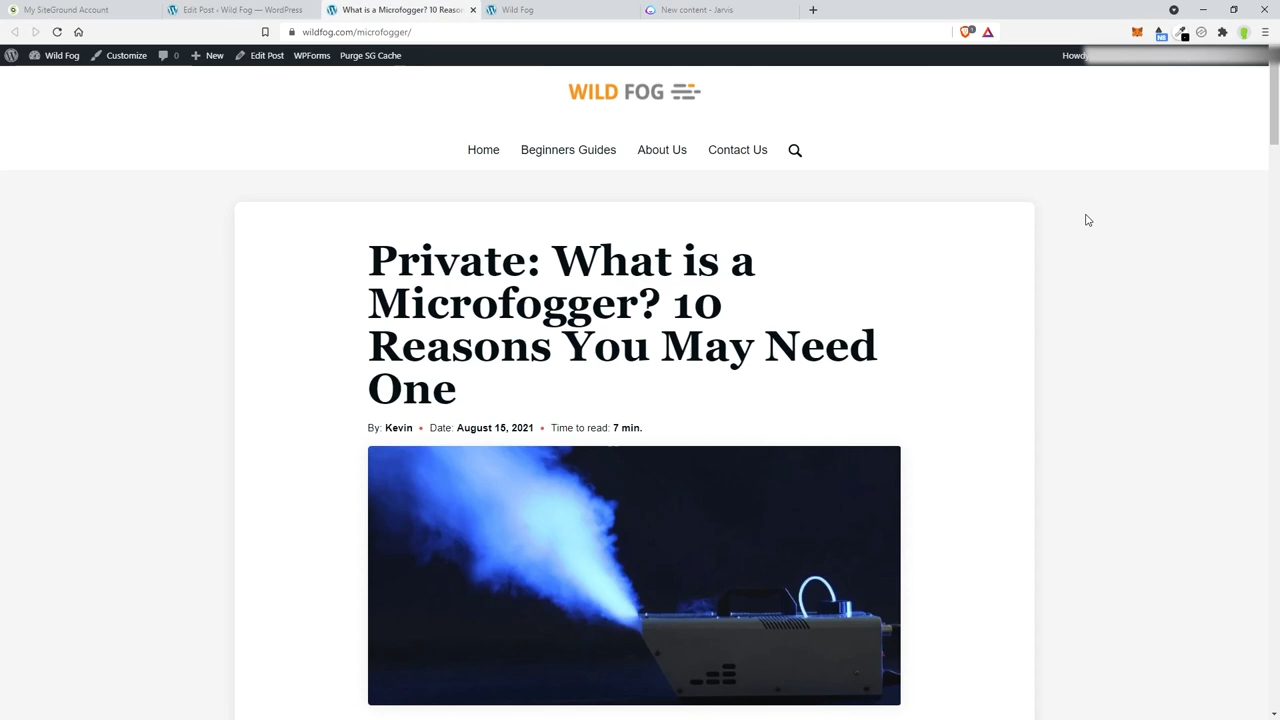 My SiteGround Account
Edit Post ‹ Wild Fog — WordPress
What is a Microfogger? 10 Reaso
Wild Fog
New content - Jarvis
wildfog.com/microfogger/
Wild Fog
Customize
0
New
Edit Post
WPForms
Purge SG Cache
Howdy
WILD FOG
Home
Beginners Guides
About Us
Contact Us
Private: What is a
Microfogger? 10
Reasons You May Need
One
By: Kevin • Date: August 15, 2021 • Time to read: 7 min.